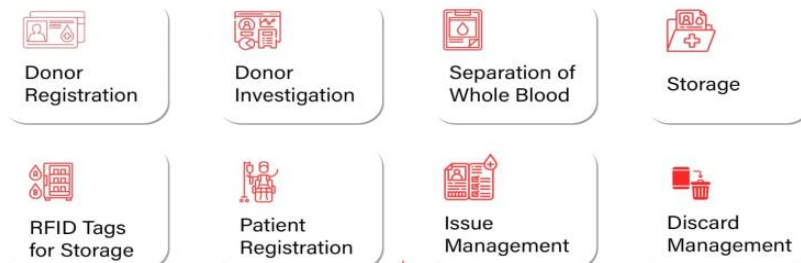 Donor
Registration
Donor
Investigation
Separation of
Whole Blood
Storage
RFID Tags
for Storage
Patient
Registration
Issue
Management
Discard
Management